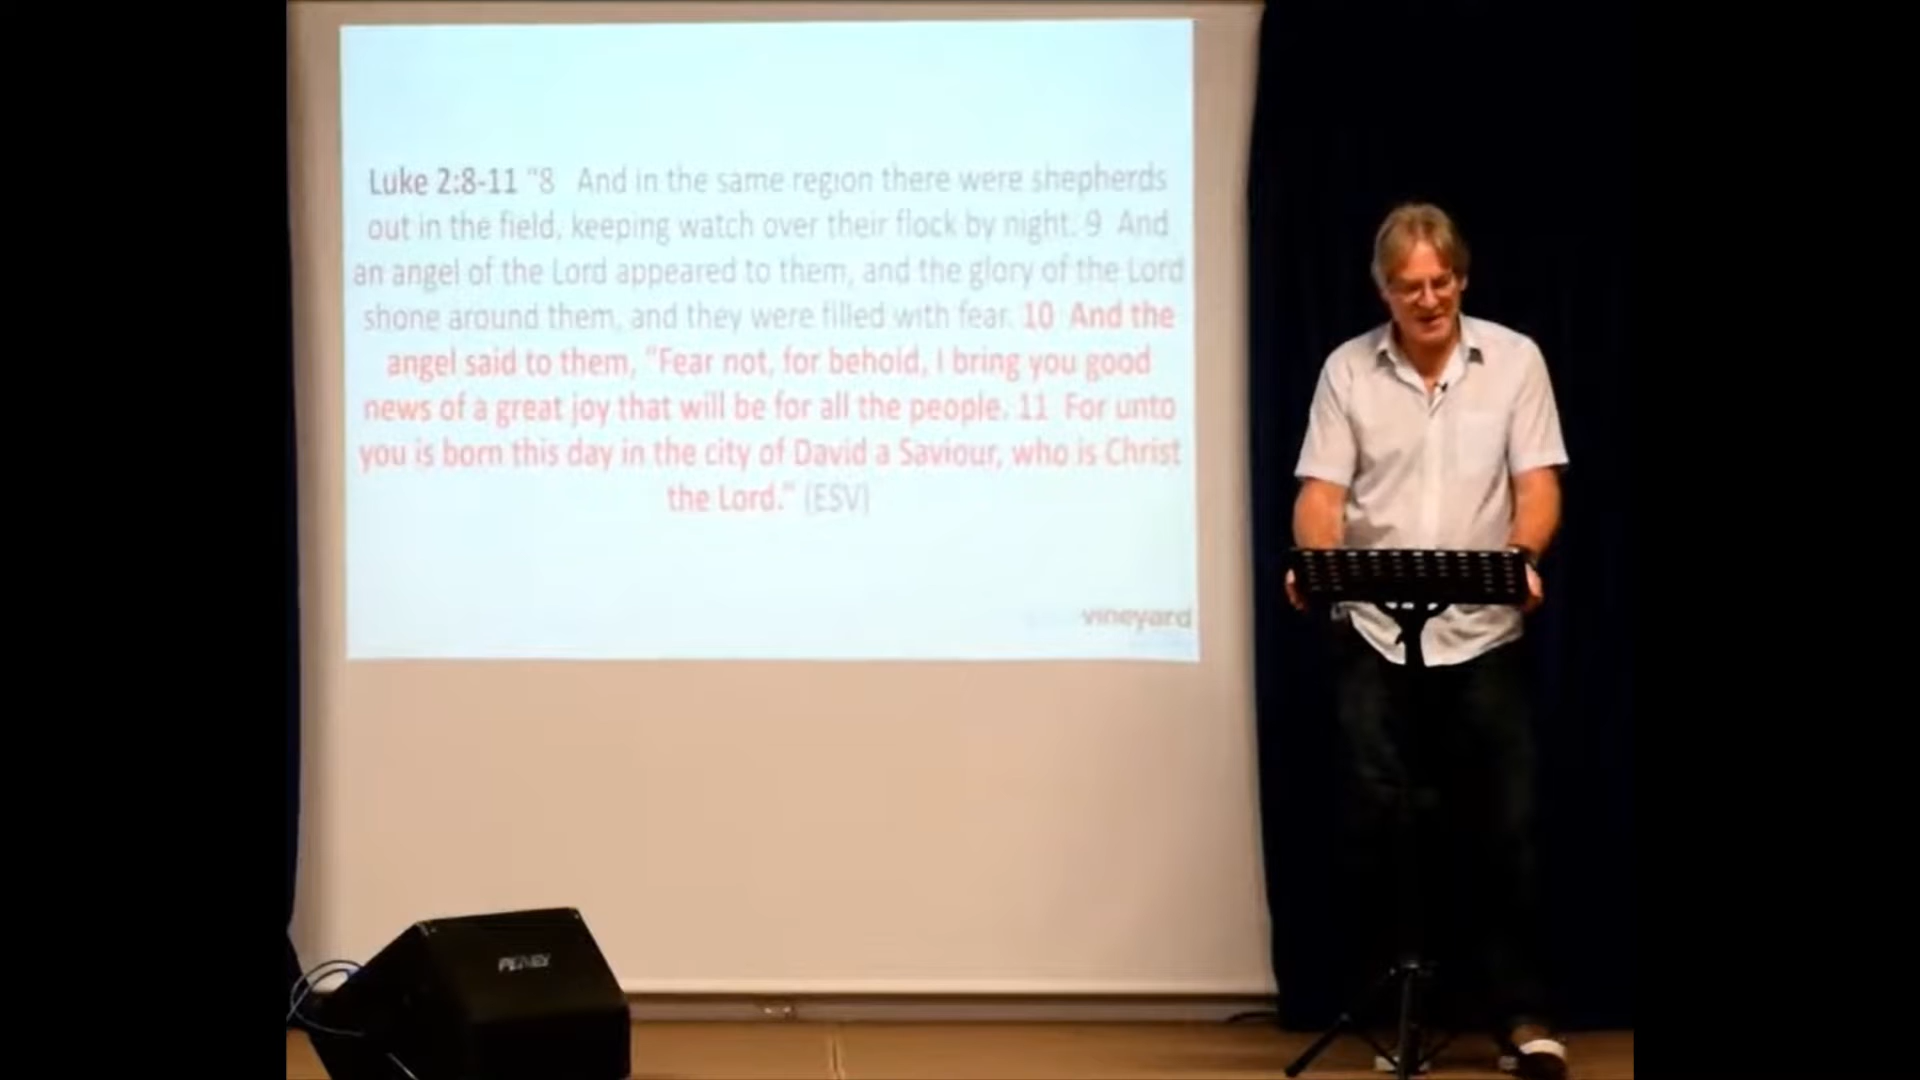 Luke 2:8-11 "8 And in the same region there were shepherds
out in the field, keeping watch over their flock by night. 9 And
an angel of the Lord appeared to them, and the glory of the Lord
shone around them, and they were filled with fear. 10 And the
angel said to them, "Fear not, for behold, I bring you good
news of a great joy that will be for all the people. 11 For unto
you is born this day in the city of David a Saviour, who is Christ
the Lord." (ESV)
vineyard
PEAVEY